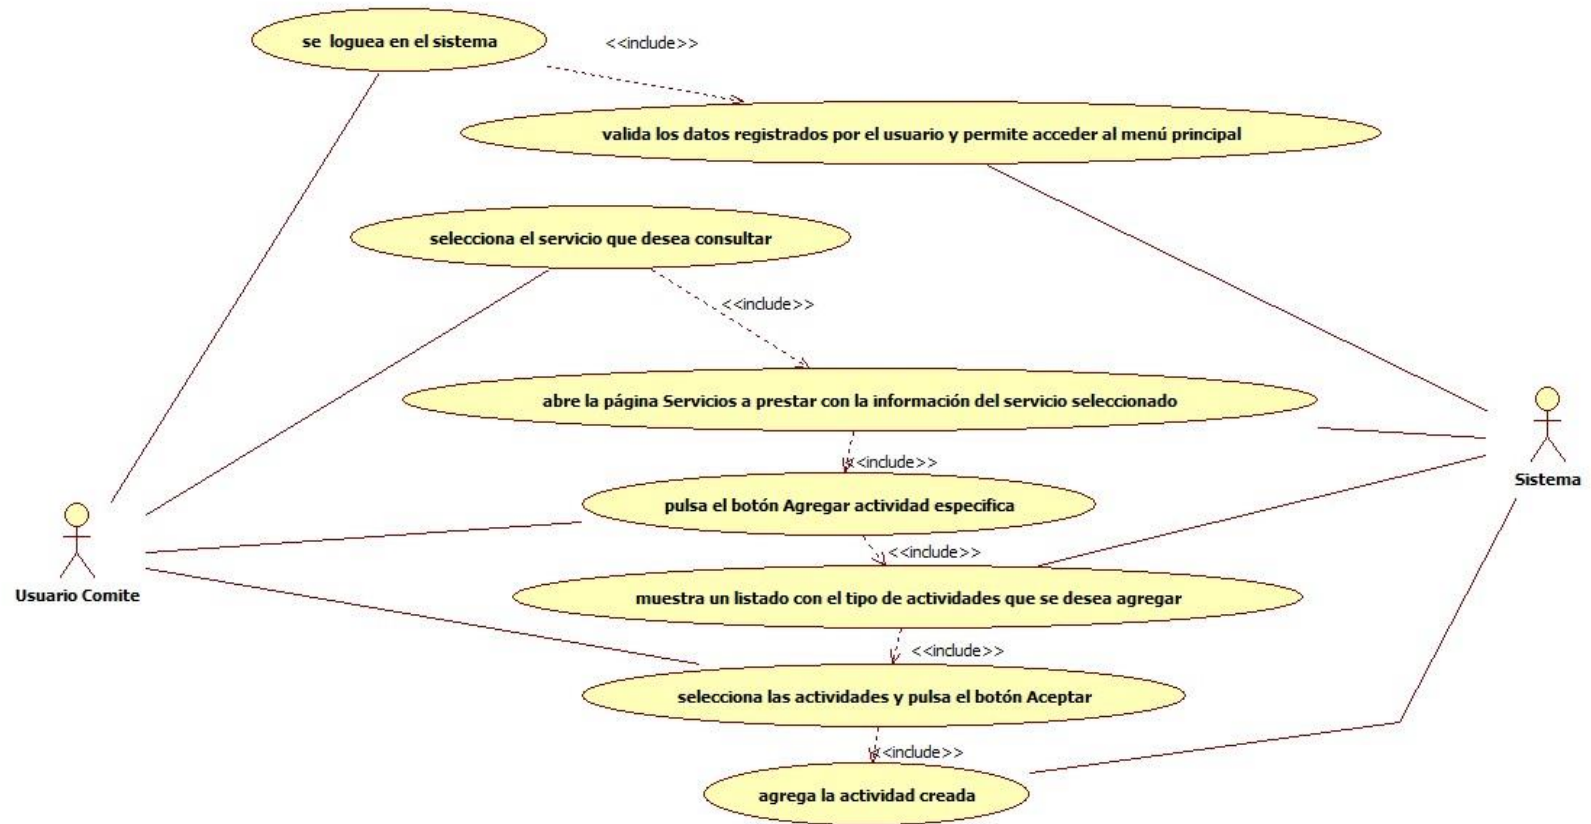 se loguea en el sistema
<<include>>
valida los datos registrados por el usuario y permite acceder al menú principal
selecciona el servicio que desea consultar
<<include>>
abre la página Servicios a prestar con la información del servicio seleccionado
<<include>>
Sistema
pulsa el botón Agregar actividad especifica
<<include>>
Usuario Comite
muestra un listado con el tipo de actividades que se desea agregar
<<include>>
selecciona las actividades y pulsa el botón Aceptar
<<include>>
agrega la actividad creada